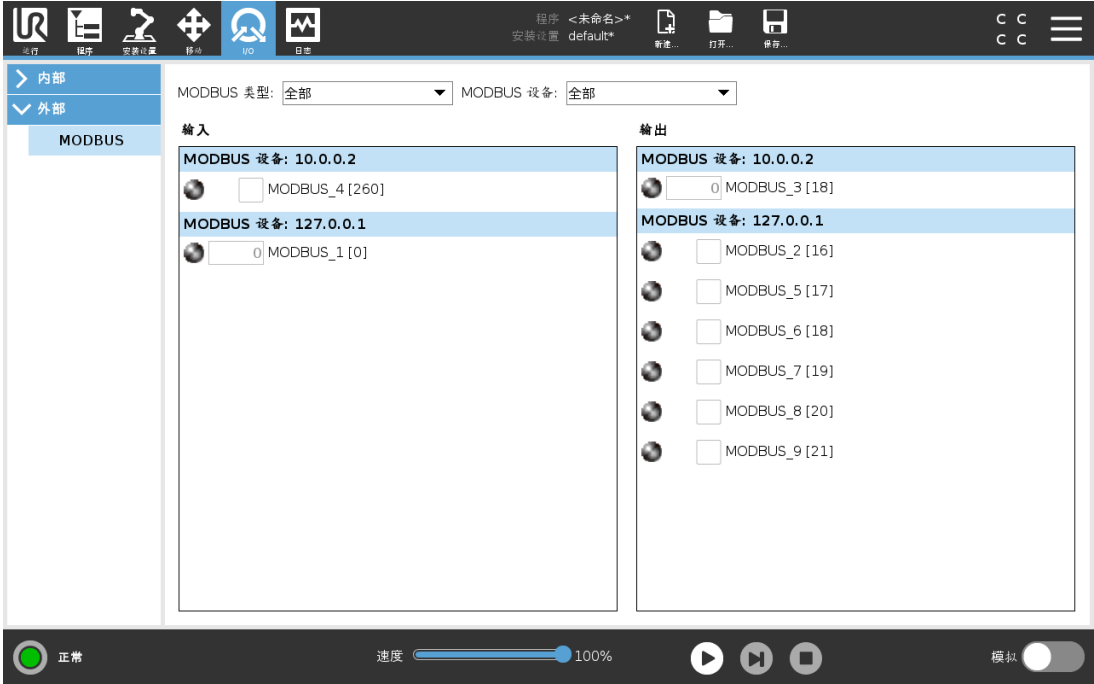 UR
运行
程序
安装设置
移动
I/O
日志
程序 <未命名>*
安装设置 default*
新建...
打开...
保存...
C C
C C
内部
外部
MODBUS
MODBUS 类型: 全部
MODBUS 设备: 全部
输入
MODBUS 设备: 10.0.0.2
MODBUS_4 [260]
MODBUS 设备: 127.0.0.1
0 MODBUS_1 [0]
输出
MODBUS 设备: 10.0.0.2
0 MODBUS_3 [18]
MODBUS 设备: 127.0.0.1
MODBUS_2 [16]
MODBUS_5 [17]
MODBUS_6 [18]
MODBUS_7 [19]
MODBUS_8 [20]
MODBUS_9 [21]
正常
速度 100%
模拟